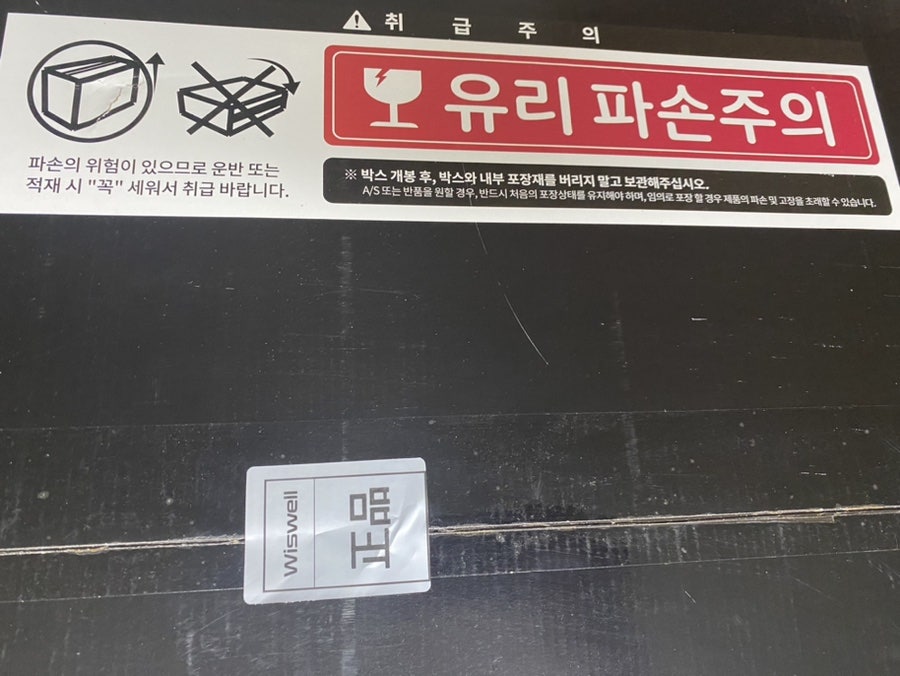 취 급 주 의
유리 파손주의
파손의 위험이 있으므로 운반 또는
적재 시 "꼭" 세워서 취급 바랍니다.
※ 박스 개봉 후, 박스와 내부 포장재를 버리지 말고 보관해주십시오.
A/S 또는 반품을 원할 경우, 반드시 처음의 포장상태를 유지해야 하며, 임의로 포장 할 경우 제품의 파손 및 고장을 초래할 수 있습니다.
Wiswell
正品